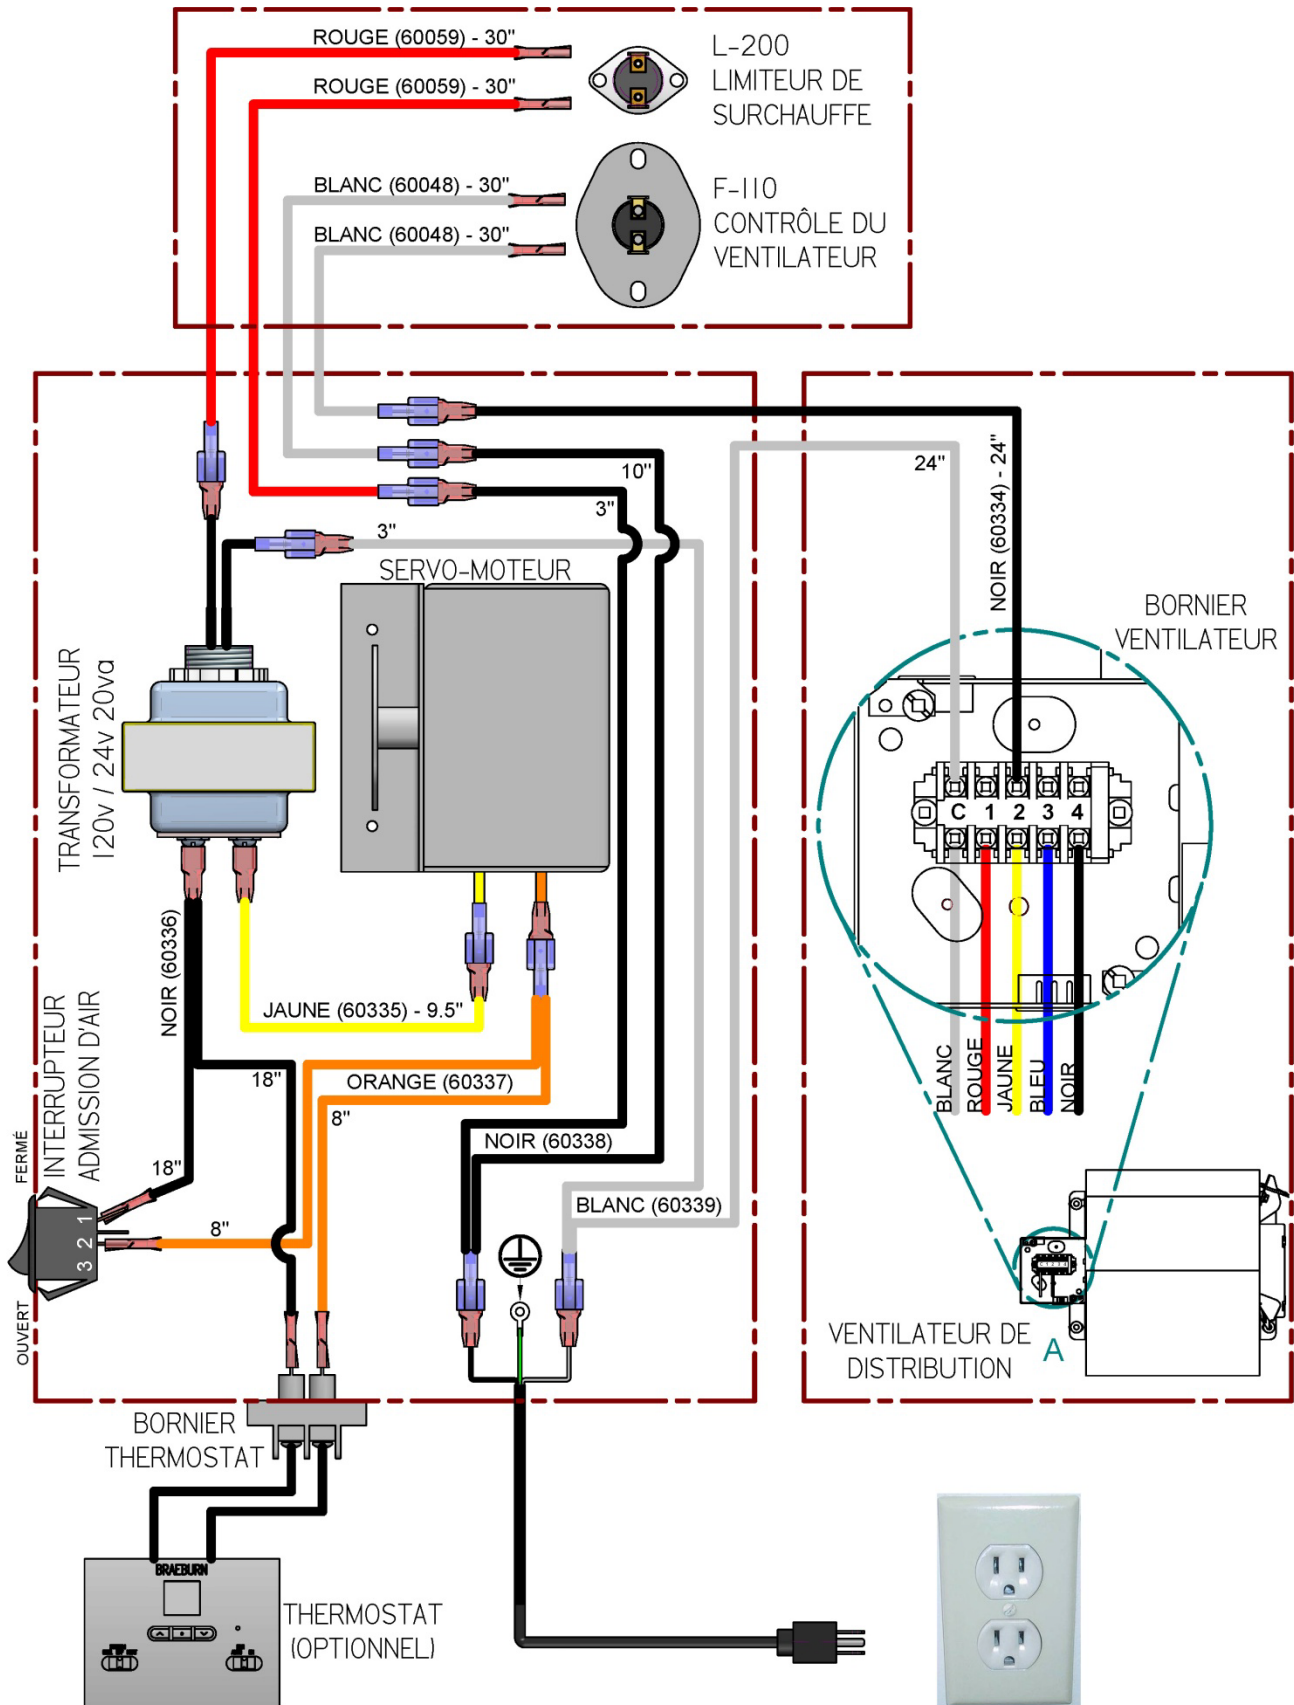 ROUGE (60059) - 30"
ROUGE (60059) - 30"
L-200
LIMITEUR DE
SURCHAUFFE
BLANC (60048) - 30"
BLANC (60048) - 30"
F-110
CONTRÔLE DU
VENTILATEUR
10"
3"
3"
24"
NOIR (60334) - 24"
SERVO-MOTEUR
BORNIER
VENTILATEUR
TRANSFORMATEUR
120v / 24v 20va
C 1 2 3 4
NOIR (60336)
JAUNE (60335) - 9.5"
18"
ORANGE (60337)
8"
BLANC
ROUGE
JAUNE
BLEU
NOIR
INTERRUPTEUR
ADMISSION D'AIR
FERMÉ
OUVERT
18"
1
2
3
8"
NOIR (60338)
BLANC (60339)
VENTILATEUR DE
DISTRIBUTION
A
BORNIER
THERMOSTAT
BRAEBURN
THERMOSTAT
(OPTIONNEL)